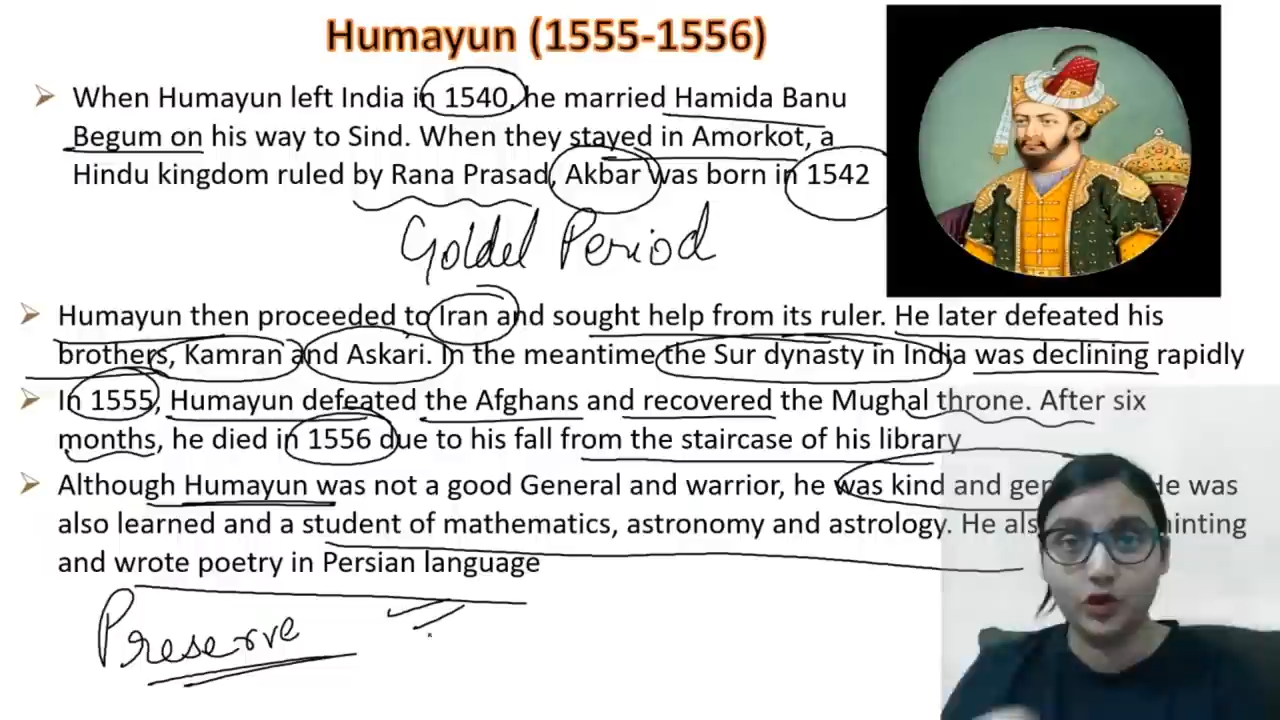 Humayun (1555-1556)
When Humayun left India in 1540, he married Hamida Banu
Begum on his way to Sind. When they stayed in Amorkot, a
Hindu kingdom ruled by Rana Prasad, Akbar was born in 1542
Goldel Period
Humayun then proceeded to Iran and sought help from its ruler. He later defeated his
brothers, Kamran and Askari. In the meantime the Sur dynasty in India was declining rapidly
In 1555, Humayun defeated the Afghans and recovered the Mughal throne. After six
months, he died in 1556 due to his fall from the staircase of his library
Although Humayun was not a good General and warrior, he was kind and He was
also learned and a student of mathematics, astronomy and astrology. He
and wrote poetry in Persian language
Preserve